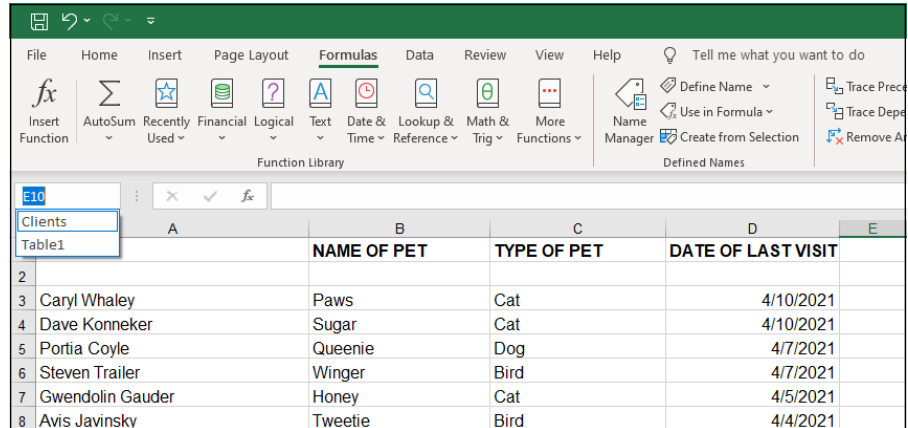 File Home Insert Page Layout Formulas Data Review View Help Tell me what you want to do
fx Insert Function
AutoSum
Recently Used
Financial
Logical
A Text
Date & Time
Lookup & Reference
θ Math & Trig
More Functions
Function Library
Name Manager
Define Name
fx Use in Formula
Create from Selection
Defined Names
Trace Prece
Trace Depe
Remove Ar
E10 fx
Clients
Table1
A B C D E
NAME OF PET TYPE OF PET DATE OF LAST VISIT
2
3 Caryl Whaley Paws Cat 4/10/2021
4 Dave Konneker Sugar Cat 4/10/2021
5 Portia Coyle Queenie Dog 4/7/2021
6 Steven Trailer Winger Bird 4/7/2021
7 Gwendolin Gauder Honey Cat 4/5/2021
8 Avis Javinsky Tweetie Bird 4/4/2021